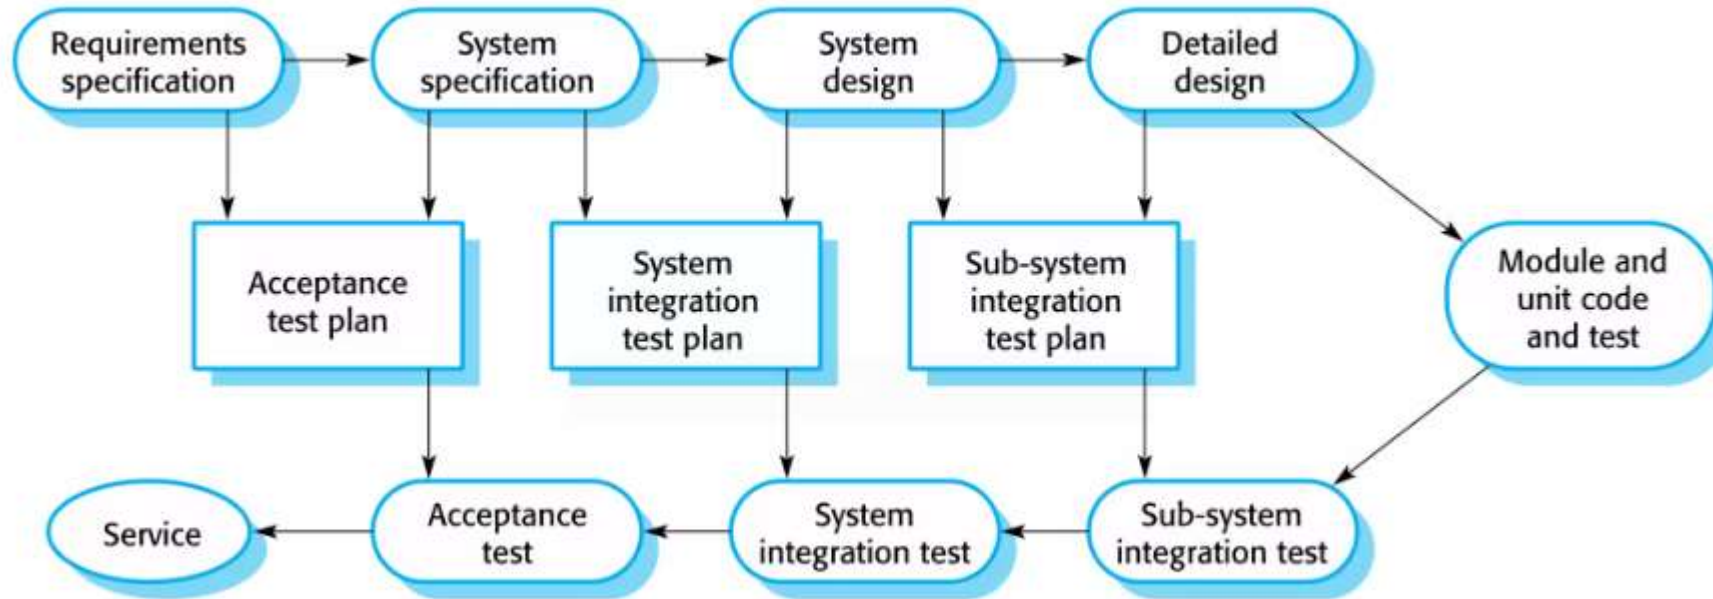 Requirements
specification
System
specification
System
design
Detailed
design
Acceptance
test plan
System
integration
test plan
Sub-system
integration
test plan
Module and
unit code
and test
Service
Acceptance
test
System
integration test
Sub-system
integration test